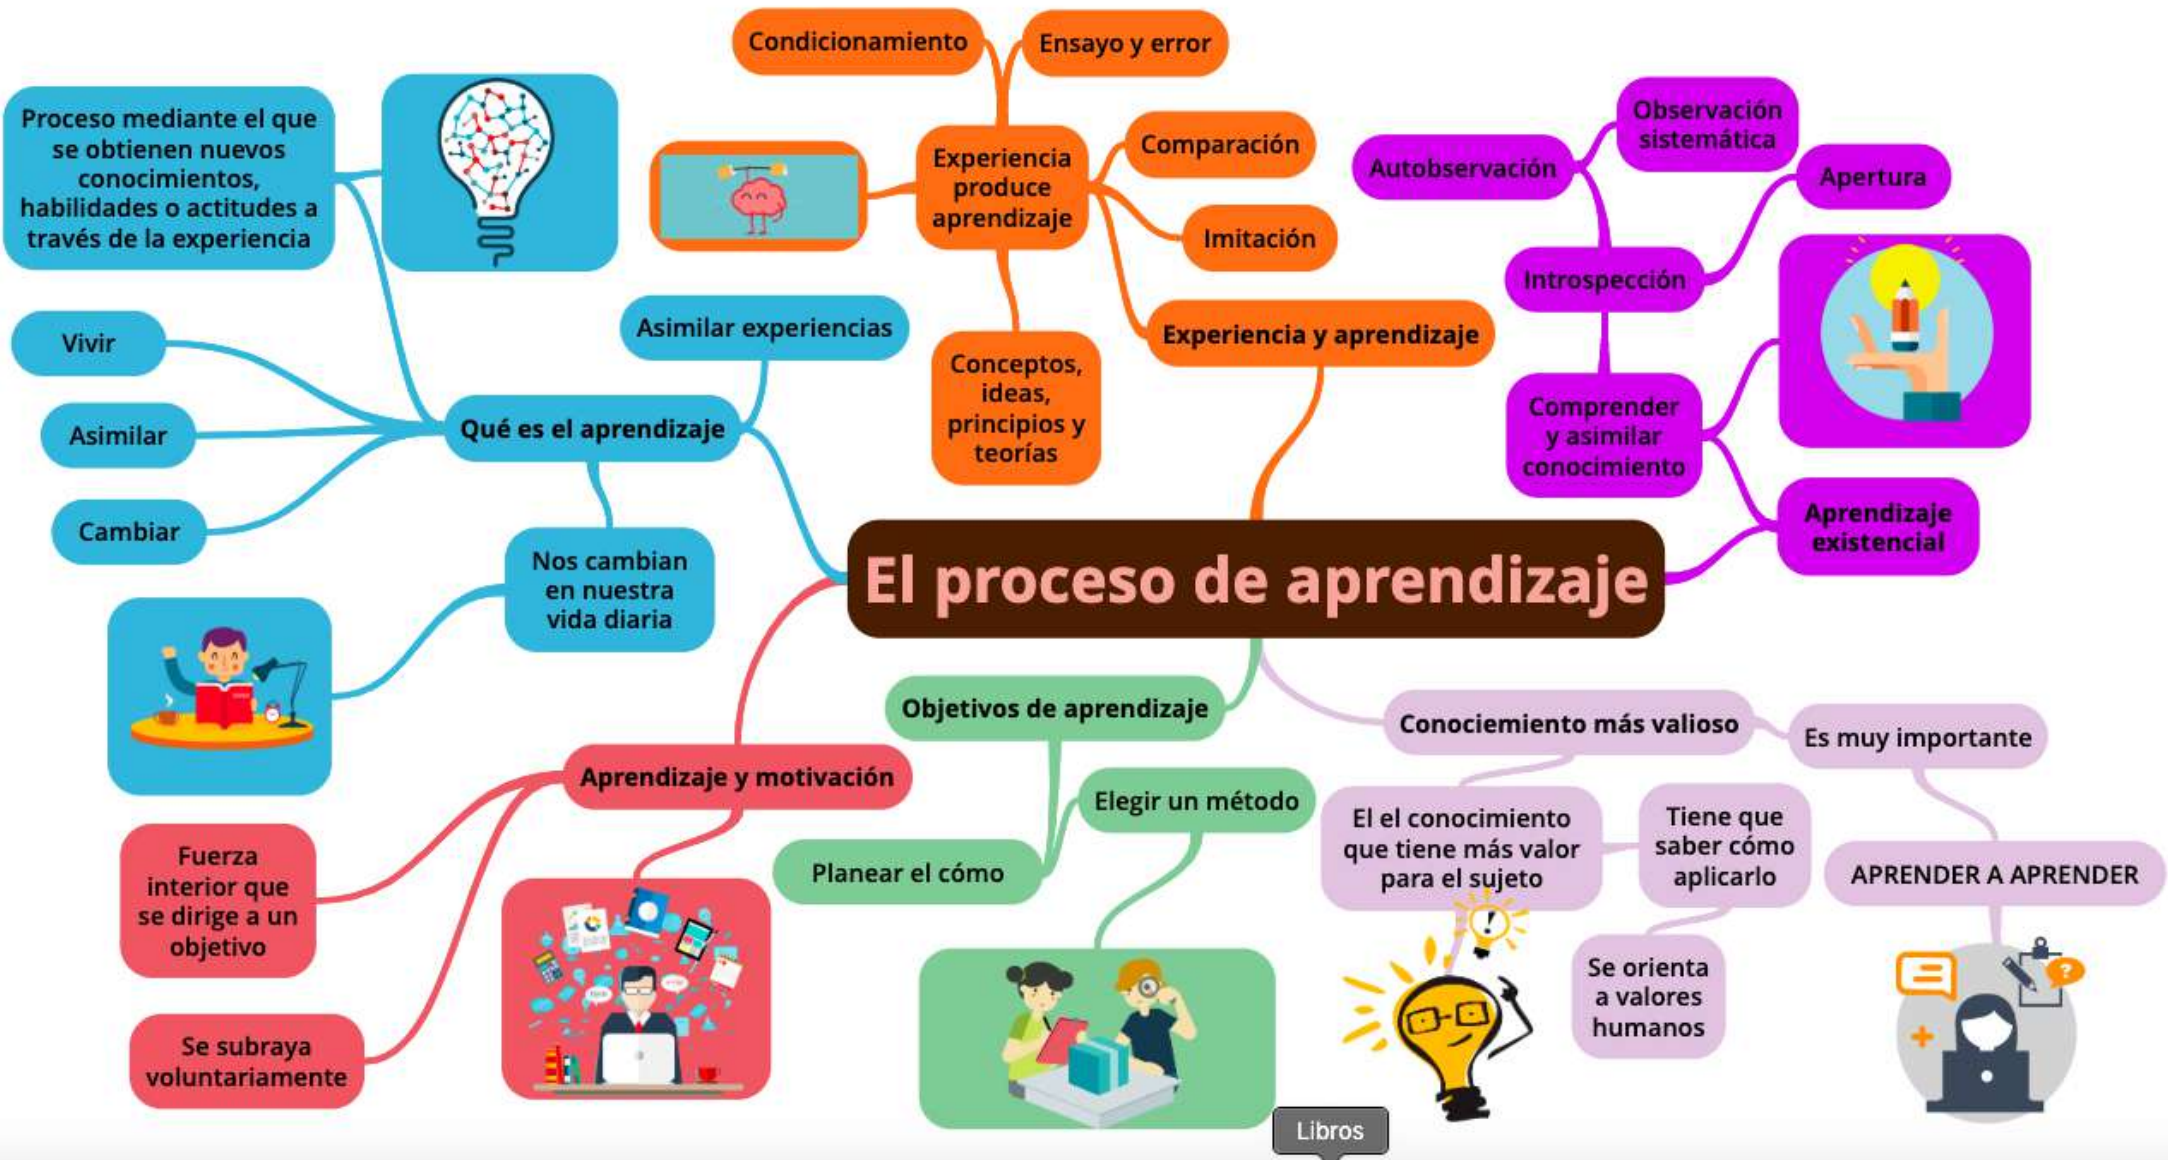 El proceso de aprendizaje
Qué es el aprendizaje
Proceso mediante el que
se obtienen nuevos
conocimientos,
habilidades o actitudes a
través de la experiencia
Vivir
Asimilar
Cambiar
Asimilar experiencias
Nos cambian
en nuestra
vida diaria
Experiencia y aprendizaje
Experiencia
produce
aprendizaje
Condicionamiento
Ensayo y error
Comparación
Imitación
Conceptos,
ideas,
principios y
teorías
Aprendizaje
existencial
Comprender
y asimilar
conocimiento
Introspección
Autobservación
Observación
sistemática
Apertura
Aprendizaje y motivación
Fuerza
interior que
se dirige a un
objetivo
Se subraya
voluntariamente
Objetivos de aprendizaje
Planear el cómo
Elegir un método
Conociemiento más valioso
Es muy importante
APRENDER A APRENDER
El el conocimiento
que tiene más valor
para el sujeto
Tiene que
saber cómo
aplicarlo
Se orienta
a valores
humanos
!
?
Libros